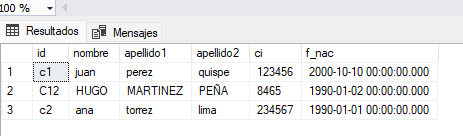 100 %
Resultados Mensajes
id nombre apellido1 apellido2 ci f_nac
1 c1 juan perez quispe 123456 2000-10-10 00:00:00.000
2 C12 HUGO MARTINEZ PEÑA 8465 1990-01-02 00:00:00.000
3 c2 ana torrez lima 234567 1990-01-01 00:00:00.000